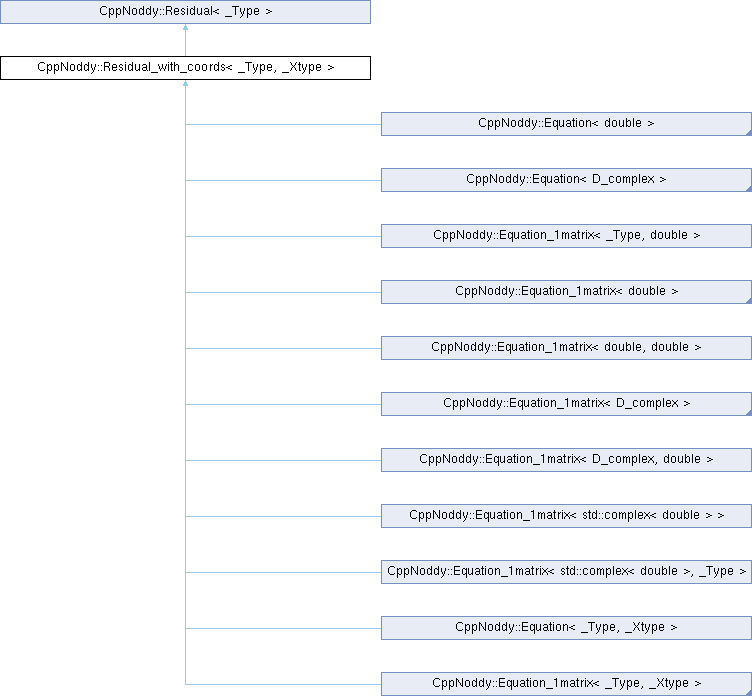 CppNoddy::Residual< _Type >
CppNoddy::Residual_with_coords< _Type, _Xtype >
CppNoddy::Equation< double >
CppNoddy::Equation< D_complex >
CppNoddy::Equation_1matrix< _Type, double >
CppNoddy::Equation_1matrix< double >
CppNoddy::Equation_1matrix< double, double >
CppNoddy::Equation_1matrix< D_complex >
CppNoddy::Equation_1matrix< D_complex, double >
CppNoddy::Equation_1matrix< std::complex< double > >
CppNoddy::Equation_1matrix< std::complex< double >, _Type >
CppNoddy::Equation< _Type, _Xtype >
CppNoddy::Equation_1matrix< _Type, _Xtype >